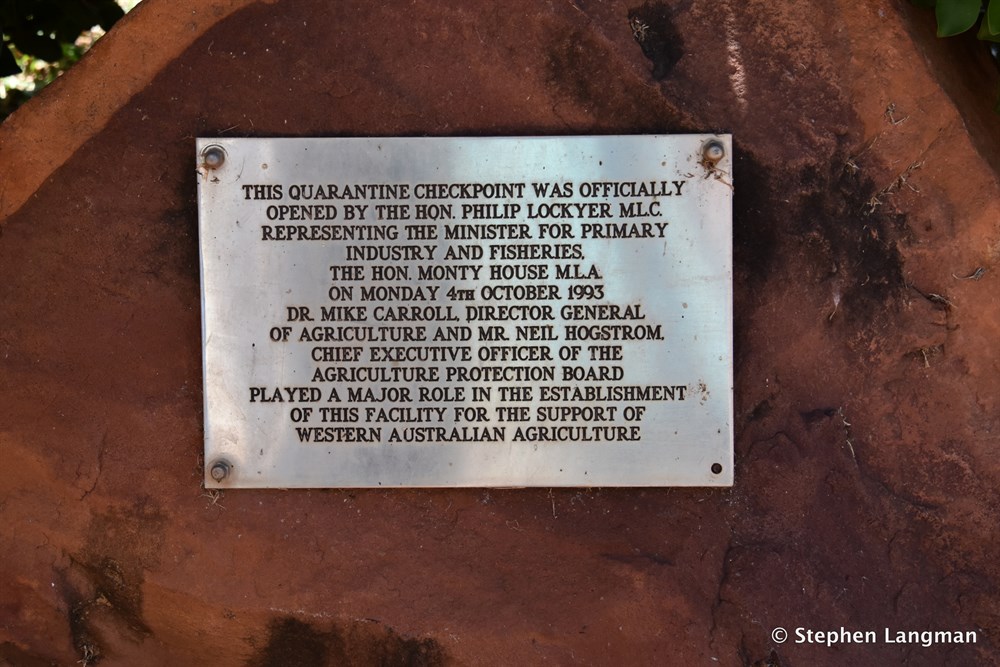 THIS QUARANTINE CHECKPOINT WAS OFFICIALLY
OPENED BY THE HON. PHILIP LOCKYER M.L.C.
REPRESENTING THE MINISTER FOR PRIMARY
INDUSTRY AND FISHERIES,
THE HON. MONTY HOUSE M.L.A.
ON MONDAY 4TH OCTOBER 1993
DR. MIKE CARROLL, DIRECTOR GENERAL
OF AGRICULTURE AND MR. NEIL HOGSTROM,
CHIEF EXECUTIVE OFFICER OF THE
AGRICULTURE PROTECTION BOARD
PLAYED A MAJOR ROLE IN THE ESTABLISHMENT
OF THIS FACILITY FOR THE SUPPORT OF
WESTERN AUSTRALIAN AGRICULTURE
© Stephen Langman